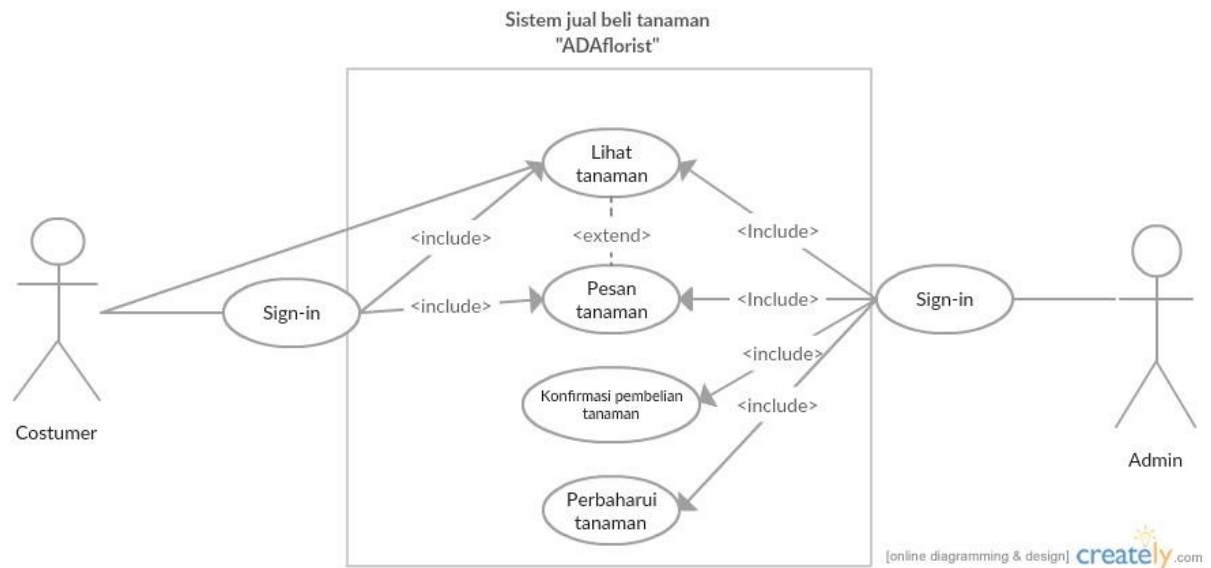 Sistem jual beli tanaman
"ADAflorist"
Lihat
tanaman
<include>
<extend>
<Include>
Sign-in
<include>
Pesan
tanaman
<Include>
Sign-in
<include>
Konfirmasi pembelian
tanaman
<include>
Costumer
Admin
Perbaharui
tanaman
[online diagramming & design] creately.com